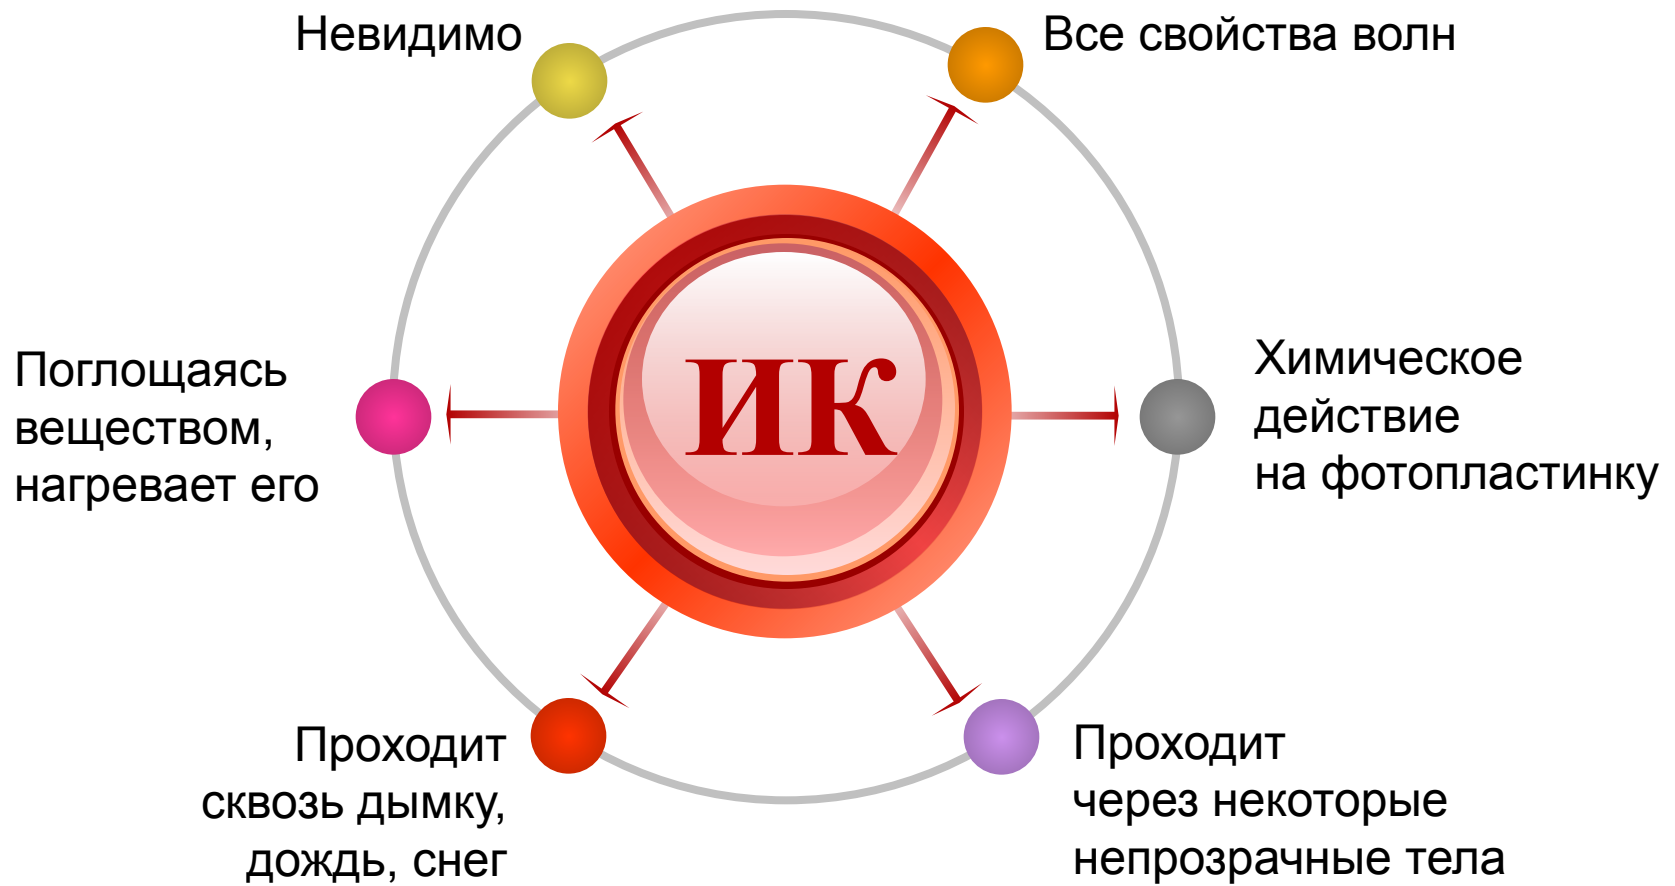 Невидимо
Все свойства волн
Поглощаясь
веществом,
нагревает его
ИК
Химическое
действие
на фотопластинку
Проходит
сквозь дымку,
дождь, снег
Проходит
через некоторые
непрозрачные тела